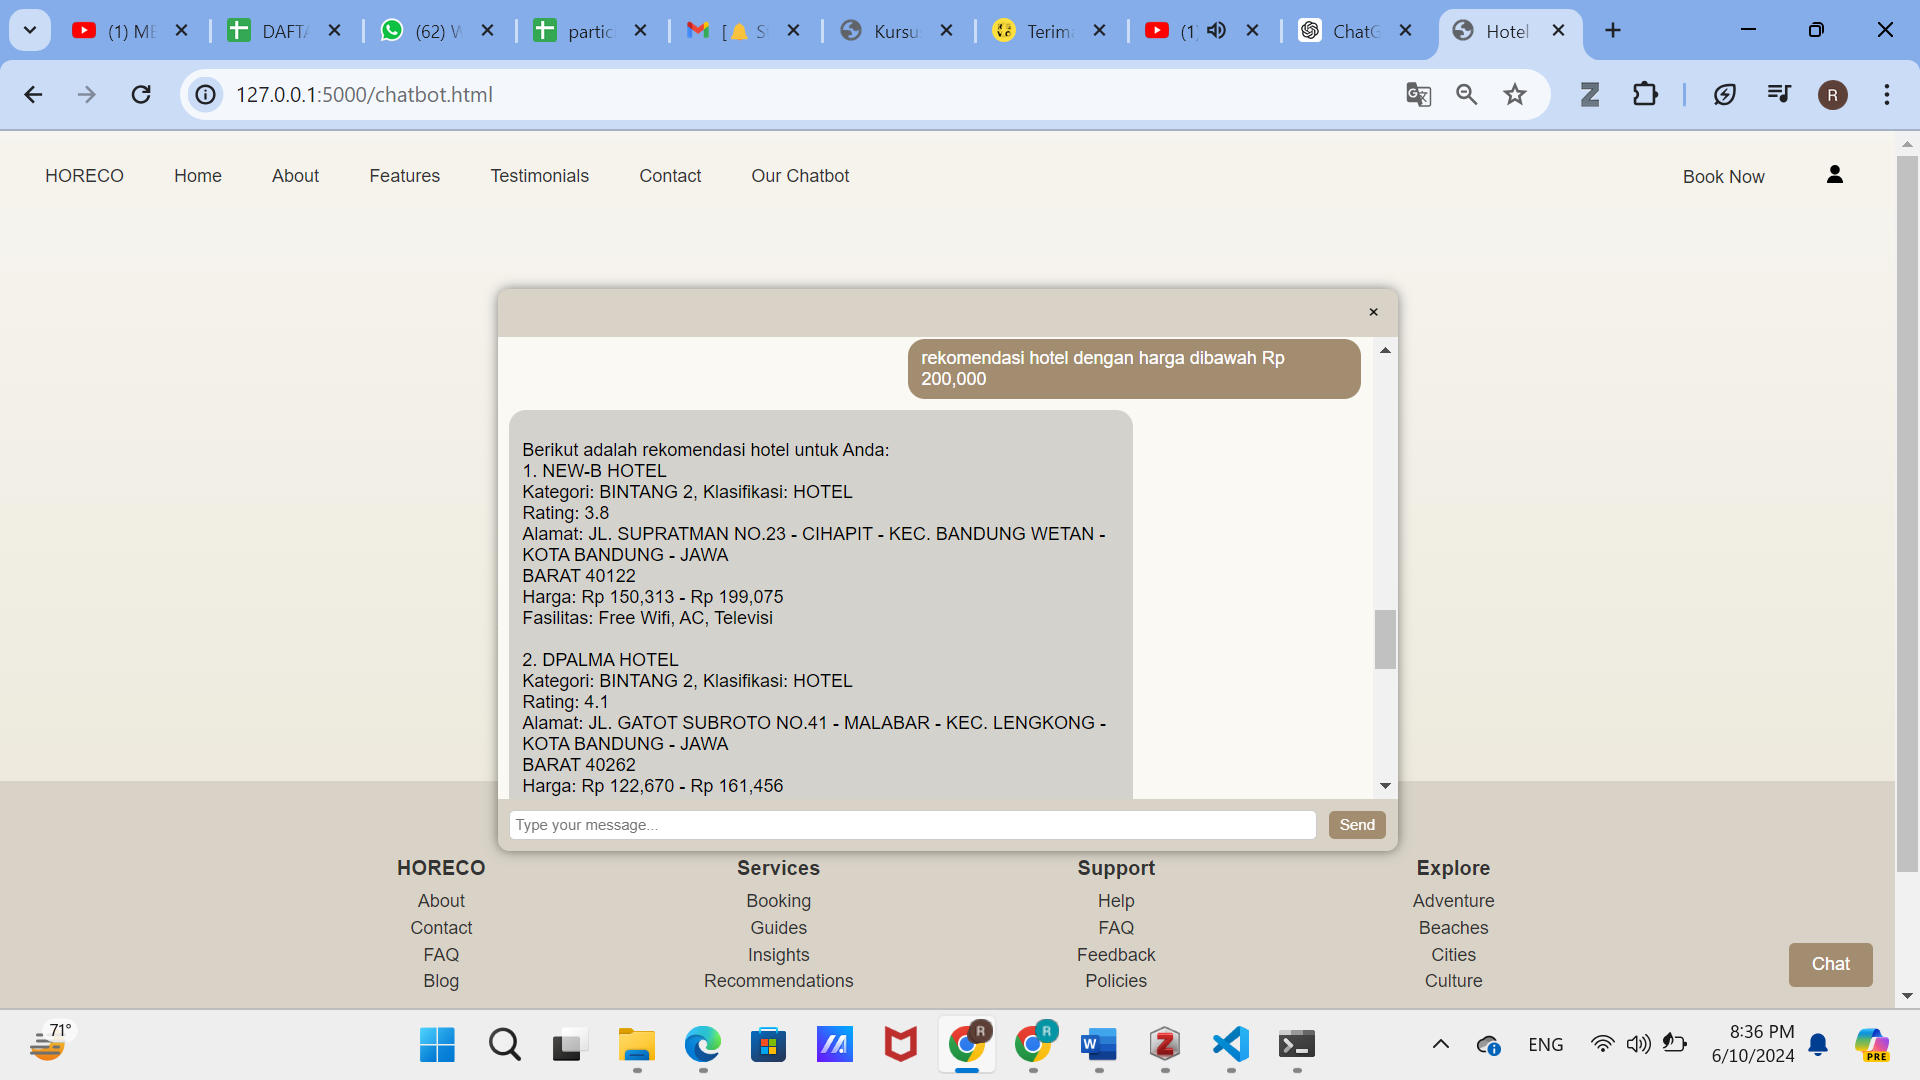 (1) ME
DAFTA
(62) W
partic
Kursu
Terima
(1)
ChatG
Hotel
127.0.0.1:5000/chatbot.html
R
HORECO Home About Features Testimonials Contact Our Chatbot Book Now
×
rekomendasi hotel dengan harga dibawah Rp
200,000
Berikut adalah rekomendasi hotel untuk Anda:
1. NEW-B HOTEL
Kategori: BINTANG 2, Klasifikasi: HOTEL
Rating: 3.8
Alamat: JL. SUPRATMAN NO.23 - CIHAPIT - KEC. BANDUNG WETAN -
KOTA BANDUNG - JAWA
BARAT 40122
Harga: Rp 150,313 - Rp 199,075
Fasilitas: Free Wifi, AC, Televisi
2. DPALMA HOTEL
Kategori: BINTANG 2, Klasifikasi: HOTEL
Rating: 4.1
Alamat: JL. GATOT SUBROTO NO.41 - MALABAR - KEC. LENGKONG -
KOTA BANDUNG - JAWA
BARAT 40262
Harga: Rp 122,670 - Rp 161,456
Type your message...
Send
HORECO
About
Contact
FAQ
Blog
Services
Booking
Guides
Insights
Recommendations
Support
Help
FAQ
Feedback
Policies
Explore
Adventure
Beaches
Cities
Culture
Chat
71°
R
R
ENG
8:36 PM
6/10/2024
PRE